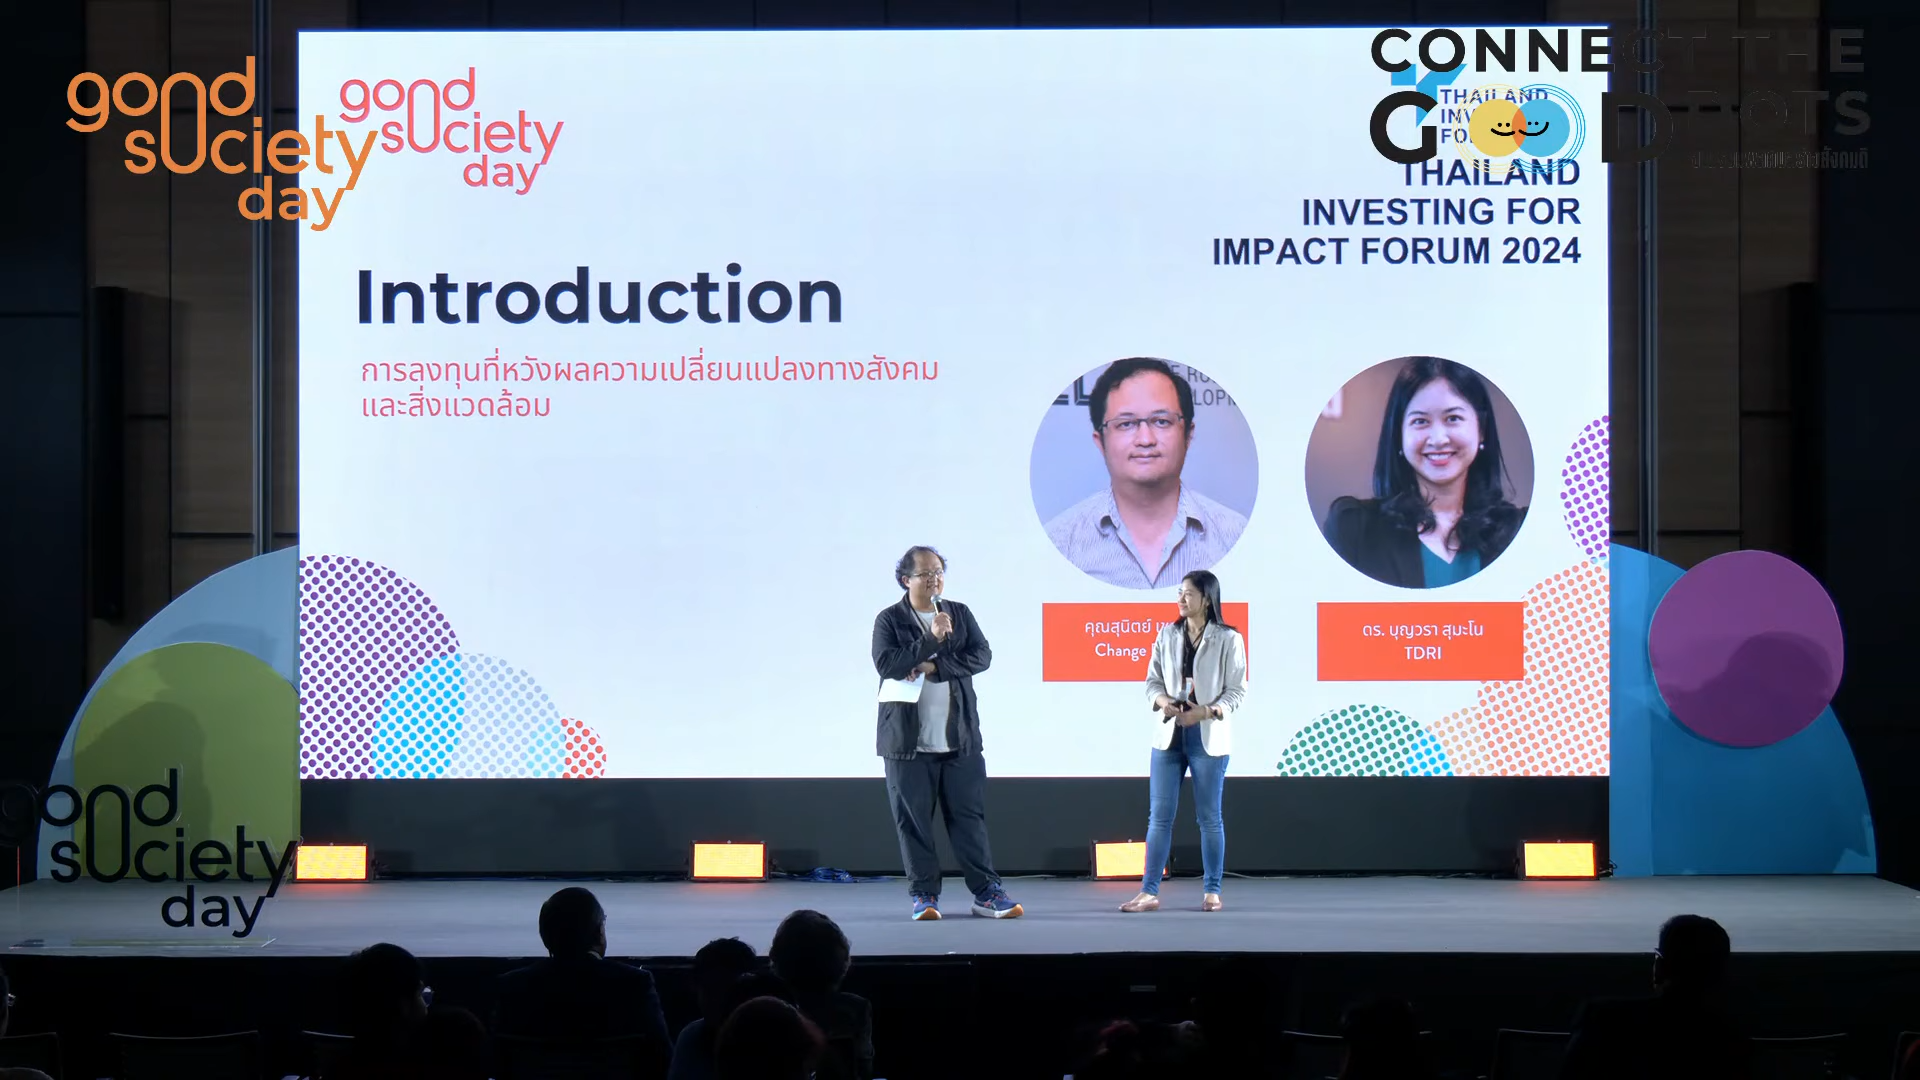 good
society
day
good
society
day
CONNECT THE
GOOD DOTS
THAILAND
THAILAND
INVESTING FOR
IMPACT FORUM 2024
Introduction
การลงทุนที่หวังผลความเปลี่ยนแปลงทางสังคม
และสิ่งแวดล้อม
คุณสุนิตย์
Change
ดร. บุญวรา สุมะโน
TDRI
good
society
day